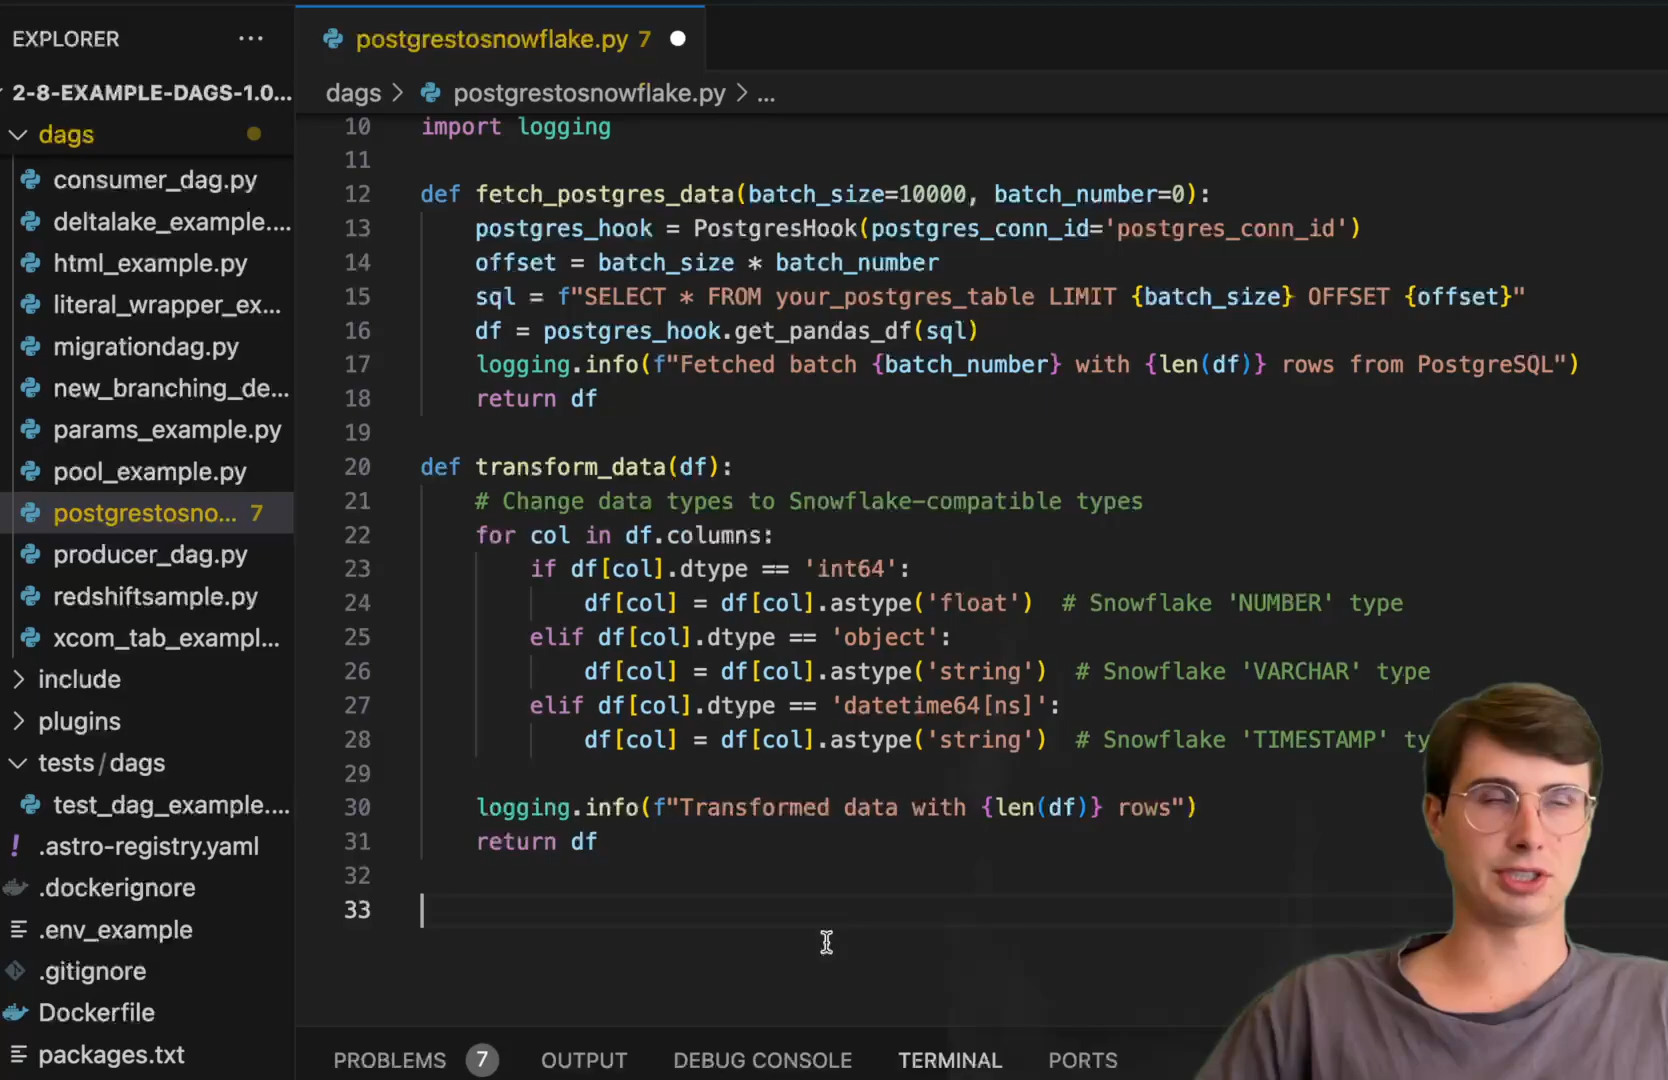 EXPLORER
2-8-EXAMPLE-DAGS-1.0...
dags
consumer_dag.py
deltalake_example....
html_example.py
literal_wrapper_ex...
migrationdag.py
new_branching_de...
params_example.py
pool_example.py
postgrestosno... 7
producer_dag.py
redshiftsample.py
xcom_tab_exampl...
include
plugins
tests/dags
test_dag_example....
.astro-registry.yaml
.dockerignore
.env_example
.gitignore
Dockerfile
packages.txt
postgrestosnowflake.py 7
dags > postgrestosnowflake.py > ...
10 import logging
11
12 def fetch_postgres_data(batch_size=10000, batch_number=0):
13 postgres_hook = PostgresHook(postgres_conn_id='postgres_conn_id')
14 offset = batch_size * batch_number
15 sql = f"SELECT * FROM your_postgres_table LIMIT {batch_size} OFFSET {offset}"
16 df = postgres_hook.get_pandas_df(sql)
17 logging.info(f"Fetched batch {batch_number} with {len(df)} rows from PostgreSQL")
18 return df
19
20 def transform_data(df):
21 # Change data types to Snowflake-compatible types
22 for col in df.columns:
23 if df[col].dtype == 'int64':
24 df[col] = df[col].astype('float') # Snowflake 'NUMBER' type
25 elif df[col].dtype == 'object':
26 df[col] = df[col].astype('string') # Snowflake 'VARCHAR' type
27 elif df[col].dtype == 'datetime64[ns]':
28 df[col] = df[col].astype('string') # Snowflake 'TIMESTAMP' ty
29
30 logging.info(f"Transformed data with {len(df)} rows")
31 return df
32
33
PROBLEMS 7 OUTPUT DEBUG CONSOLE TERMINAL PORTS